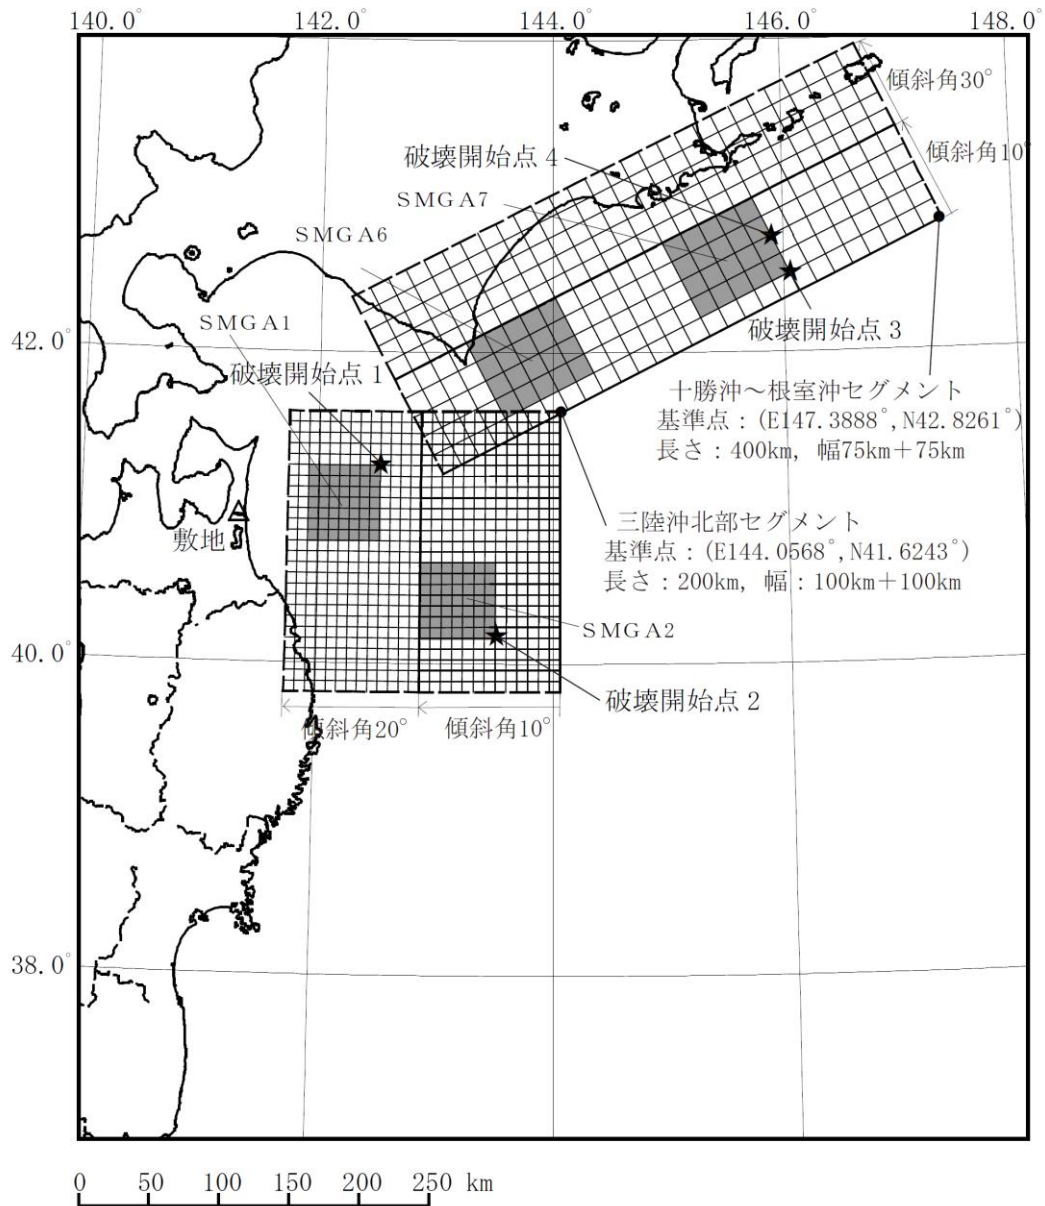 140.0° 142.0° 144.0° 146.0° 148.0°
傾斜角30°
破壊開始点4
傾斜角10°
SMGA7
SMGA6
SMGA1
42.0°
破壊開始点3
破壊開始点1
十勝沖~根室沖セグメント
基準点:(E147.3888°,N42.8261°)
長さ:400km, 幅75km+75km
敷地
三陸沖北部セグメント
基準点:(E144.0568°,N41.6243°)
長さ:200km, 幅:100km+100km
SMGA2
40.0°
破壊開始点2
傾斜角20° 傾斜角10°
38.0°
0 50 100 150 200 250 km